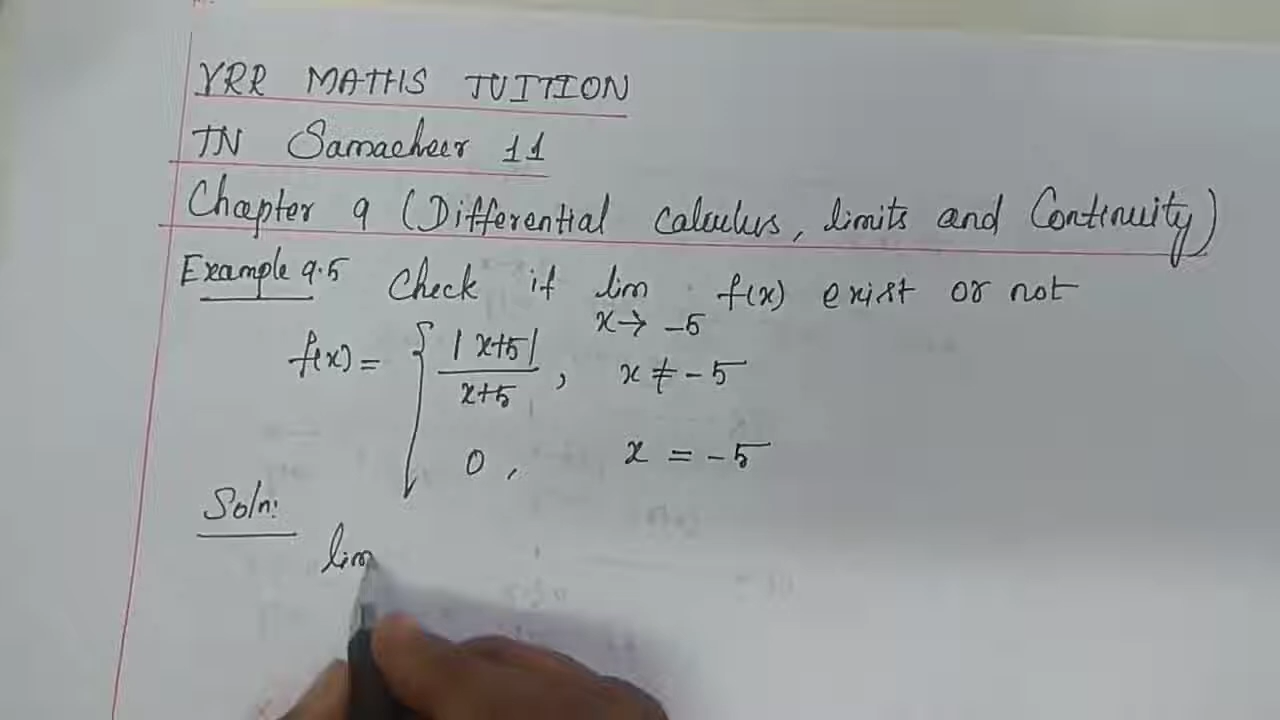 YRR MATHS TUITION
TN Samacheer 11
Chapter 9 (Differential calculus, limits and Continuity)
Example 9.5 Check if lim f(x) exist or not
x→ -5
f(x) = { |x+5| / x+5 , x ≠ -5
0 , x = -5
Soln:
lim